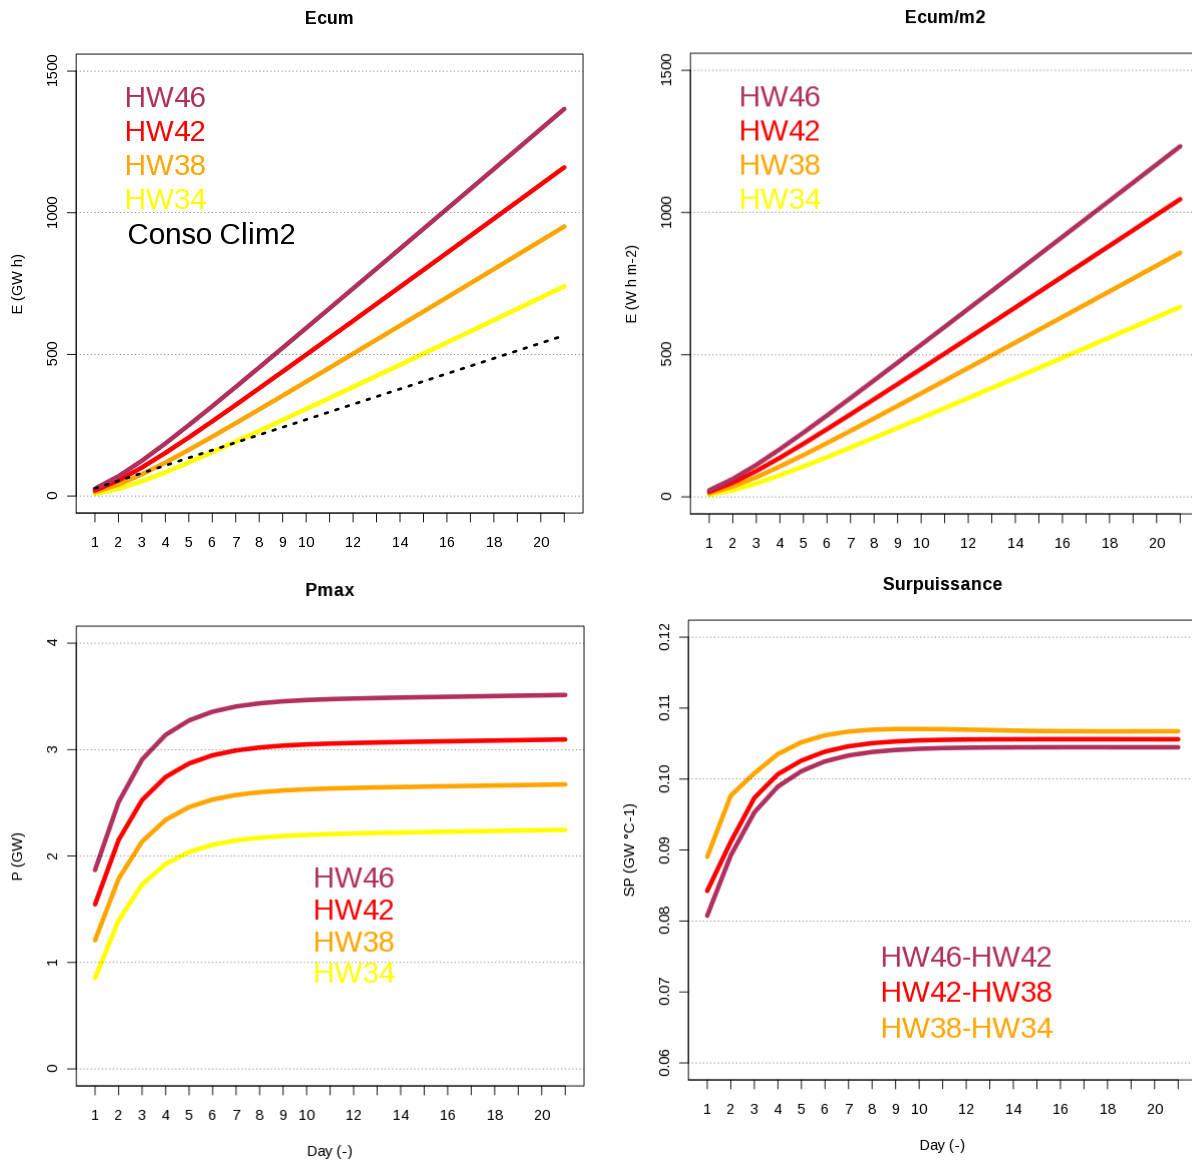 Ecum
1500
1000
500
0
E (GW h)
HW46
HW42
HW38
HW34
Conso Clim2
1 2 3 4 5 6 7 8 9 10 12 14 16 18 20
Ecum/m2
1500
1000
500
0
E (W h m-2)
HW46
HW42
HW38
HW34
1 2 3 4 5 6 7 8 9 10 12 14 16 18 20
Pmax
4
3
2
1
0
P (GW)
HW46
HW42
HW38
HW34
1 2 3 4 5 6 7 8 9 10 12 14 16 18 20
Day (-)
Surpuissance
0.12
0.11
0.10
0.09
0.08
0.07
0.06
SP (GW °C-1)
HW46-HW42
HW42-HW38
HW38-HW34
1 2 3 4 5 6 7 8 9 10 12 14 16 18 20
Day (-)